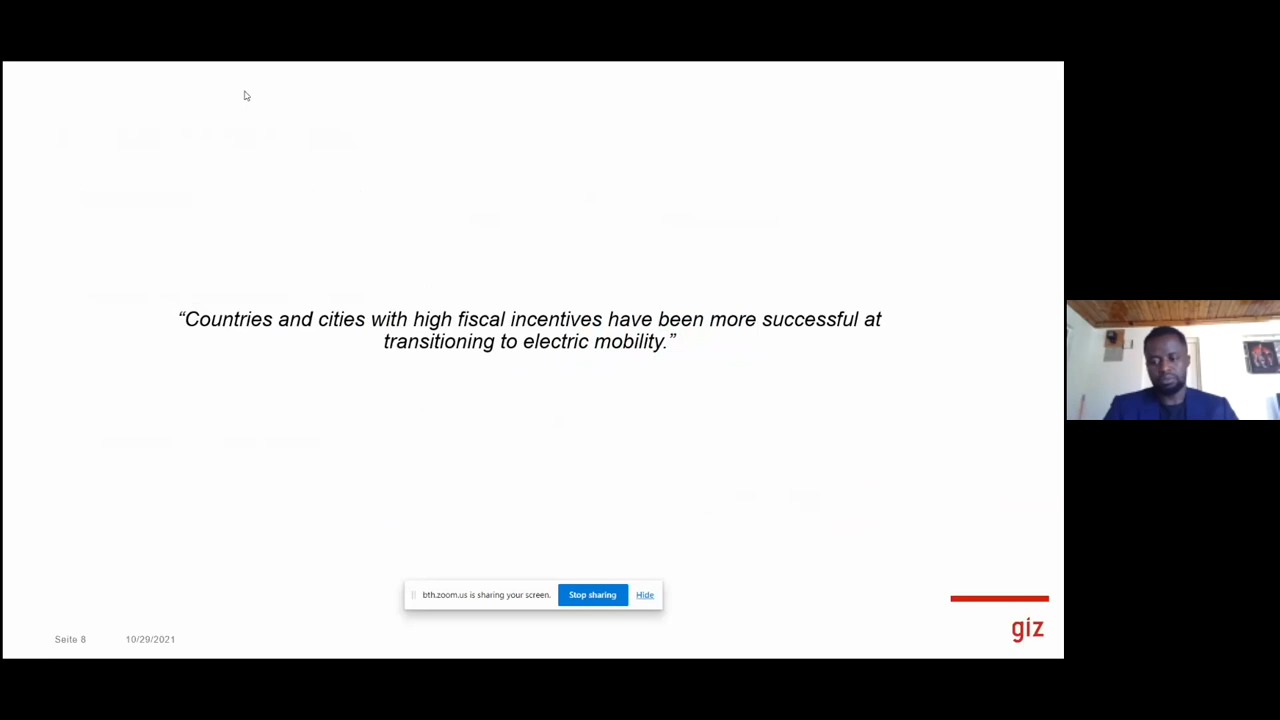 “Countries and cities with high fiscal incentives have been more successful at
transitioning to electric mobility.”
bth.zoom.us is sharing your screen.
Stop sharing
Hide
Seite 8
10/29/2021
giz